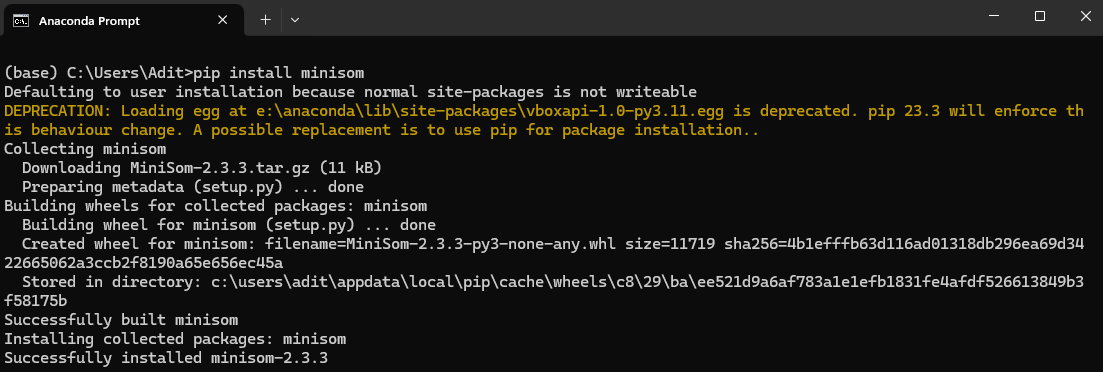 Anaconda Prompt
(base) C:\Users\Adit>pip install minisom
Defaulting to user installation because normal site-packages is not writeable
DEPRECATION: Loading egg at e:\anaconda\lib\site-packages\vboxapi-1.0-py3.11.egg is deprecated. pip 23.3 will enforce th
is behaviour change. A possible replacement is to use pip for package installation..
Collecting minisom
  Downloading MiniSom-2.3.3.tar.gz (11 kB)
  Preparing metadata (setup.py) ... done
Building wheels for collected packages: minisom
  Building wheel for minisom (setup.py) ... done
  Created wheel for minisom: filename=MiniSom-2.3.3-py3-none-any.whl size=11719 sha256=4b1efffb63d116ad01318db296ea69d34
22665062a3ccb2f8190a65e656ec45a
  Stored in directory: c:\users\adit\appdata\local\pip\cache\wheels\c8\29\ba\ee521d9a6af783a1e1efb1831fe4afdf526613849b3
f58175b
Successfully built minisom
Installing collected packages: minisom
Successfully installed minisom-2.3.3